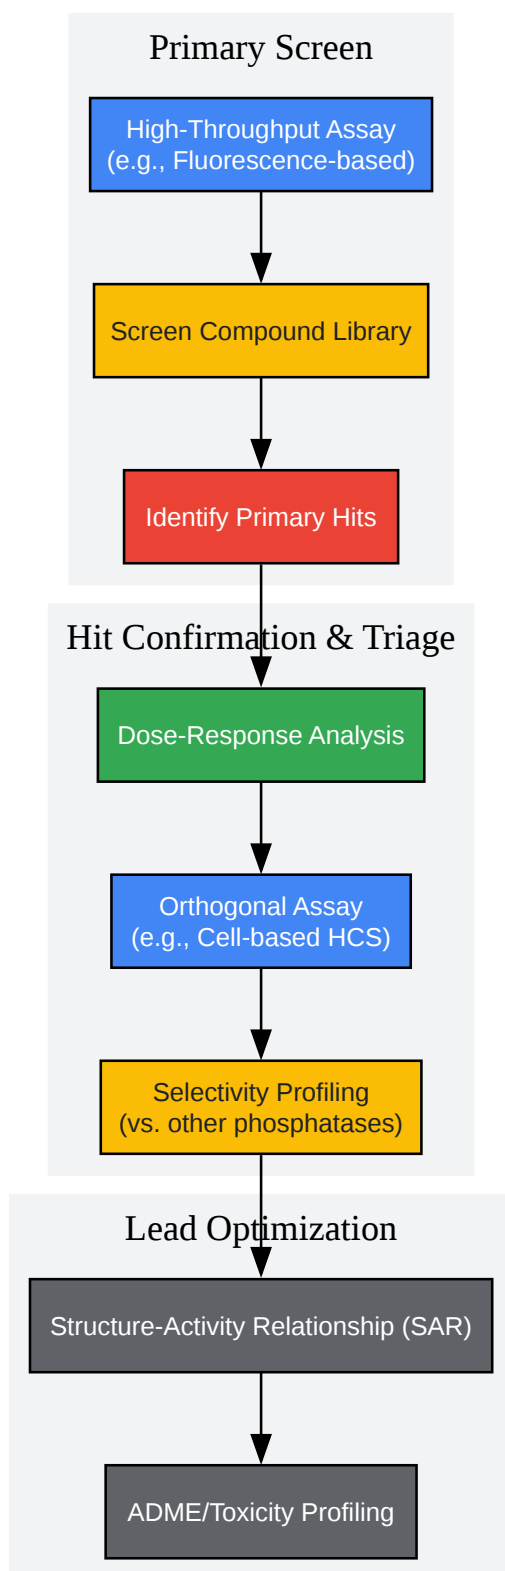 Primary Screen
High-Throughput Assay
(e.g., Fluorescence-based)
Screen Compound Library
Identify Primary Hits
Hit Confirmation & Triage
Dose-Response Analysis
Orthogonal Assay
(e.g., Cell-based HCS)
Selectivity Profiling
(vs. other phosphatases)
Lead Optimization
Structure-Activity Relationship (SAR)
ADME/Toxicity Profiling